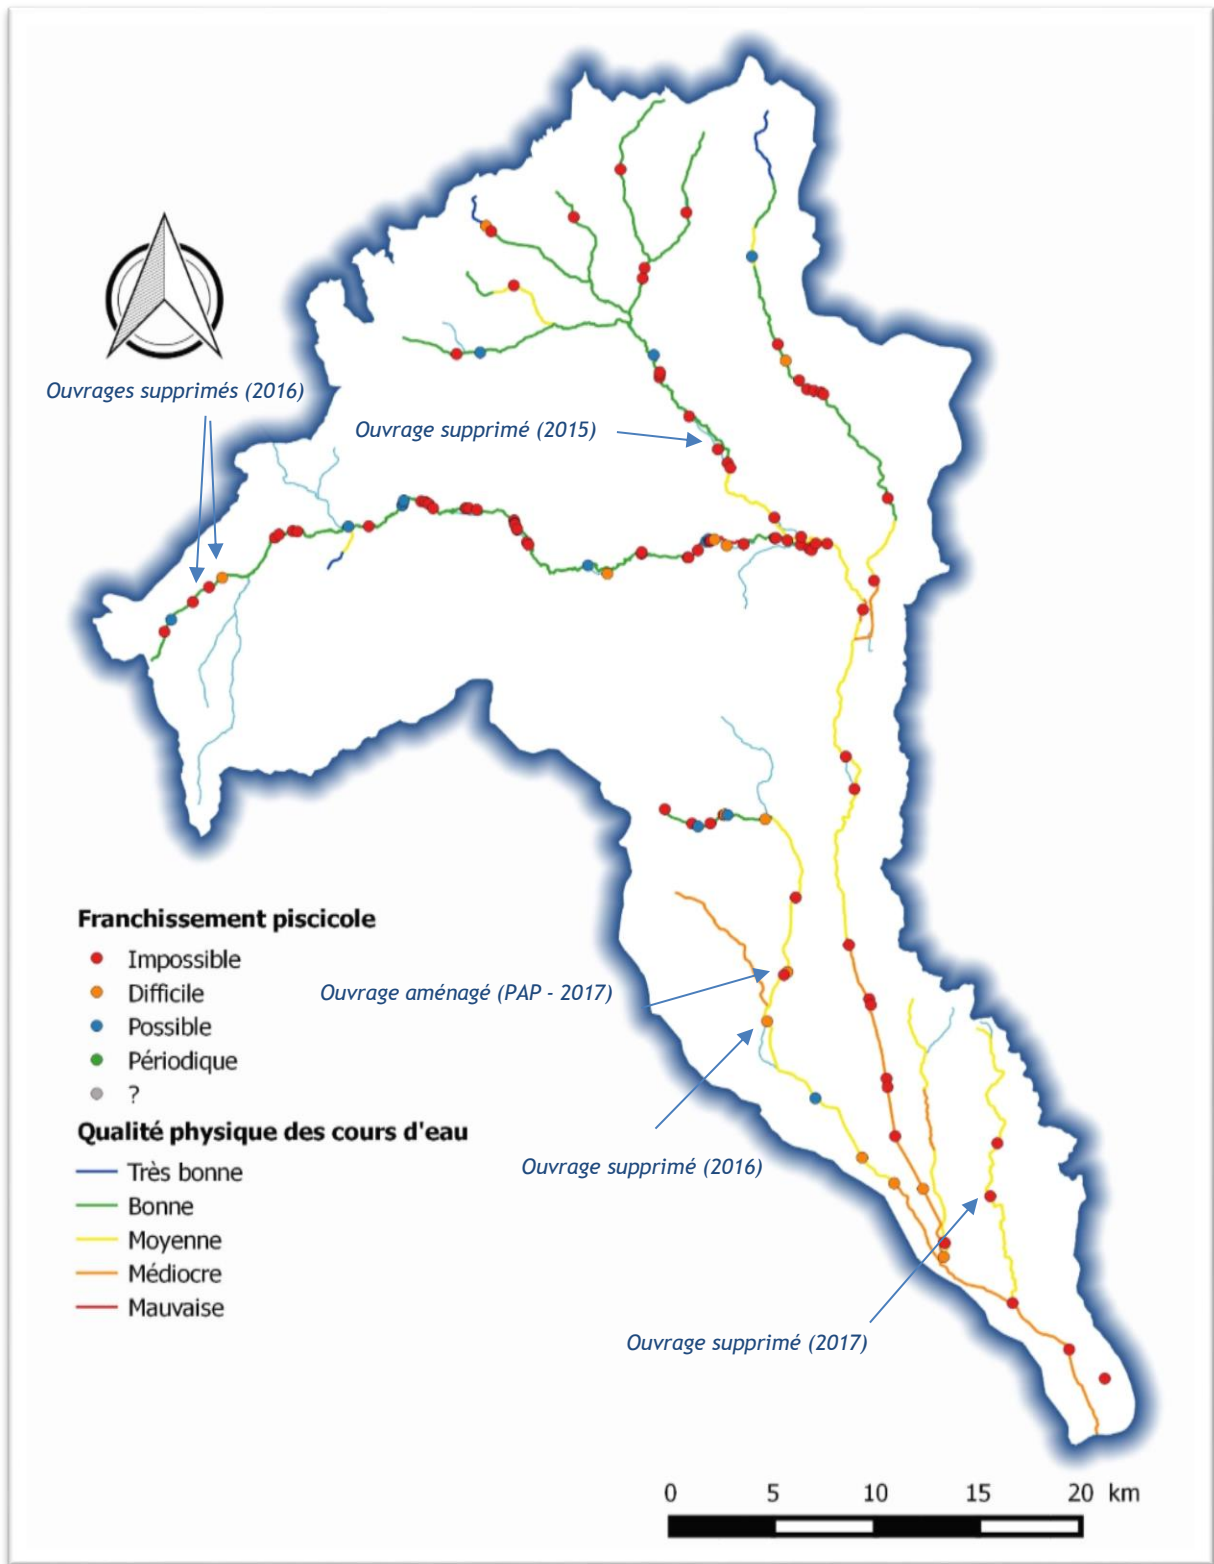 Ouvrages supprimés (2016)
Ouvrage supprimé (2015)
Franchissement piscicole
Impossible
Difficile
Possible
Périodique
?
Ouvrage aménagé (PAP - 2017)
Qualité physique des cours d'eau
Très bonne
Bonne
Moyenne
Médiocre
Mauvaise
Ouvrage supprimé (2016)
Ouvrage supprimé (2017)
0 5 10 15 20 km